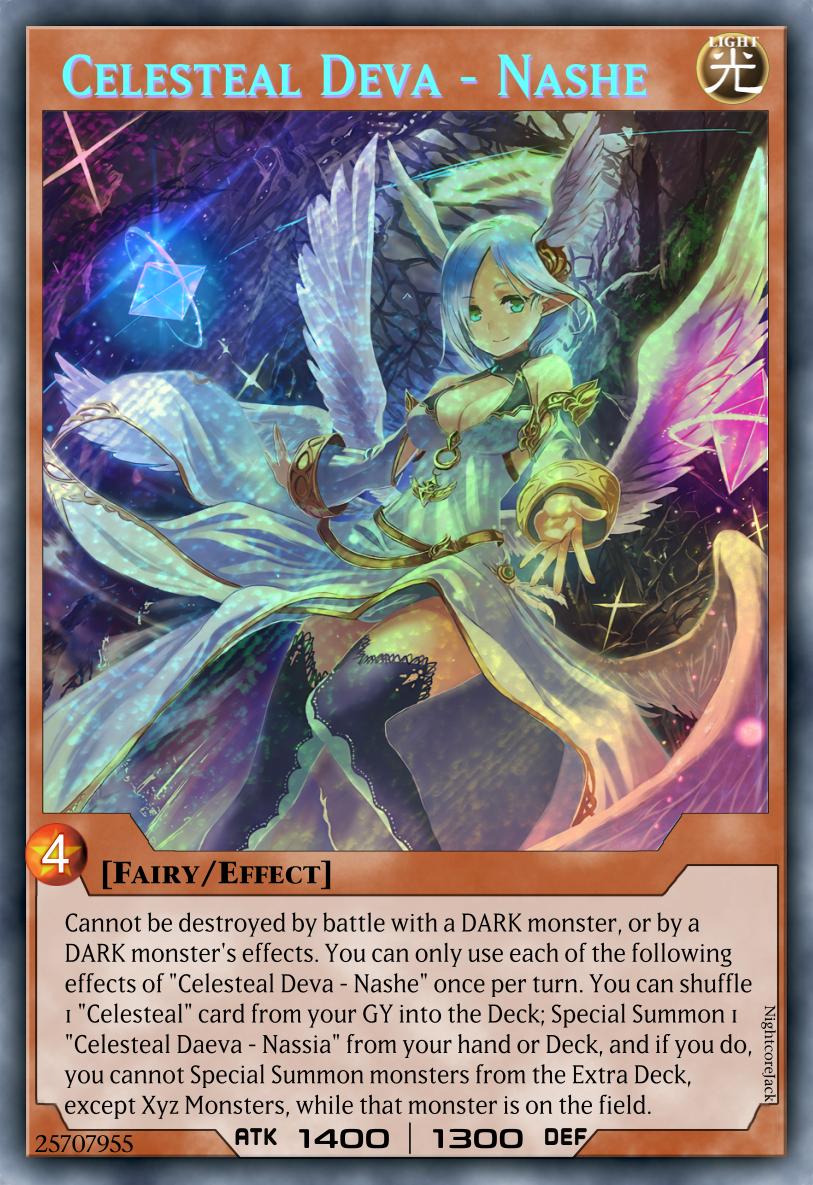 Celesteal Deva - Nashe
LIGHT
光
4
[Fairy/Effect]
Cannot be destroyed by battle with a DARK monster, or by a
DARK monster's effects. You can only use each of the following
effects of "Celesteal Deva - Nashe" once per turn. You can shuffle
1 "Celesteal" card from your GY into the Deck; Special Summon 1
"Celesteal Daeva - Nassia" from your hand or Deck, and if you do,
you cannot Special Summon monsters from the Extra Deck,
except Xyz Monsters, while that monster is on the field.
NightcoreJack
25707955
ATK 1400 | 1300 DEF